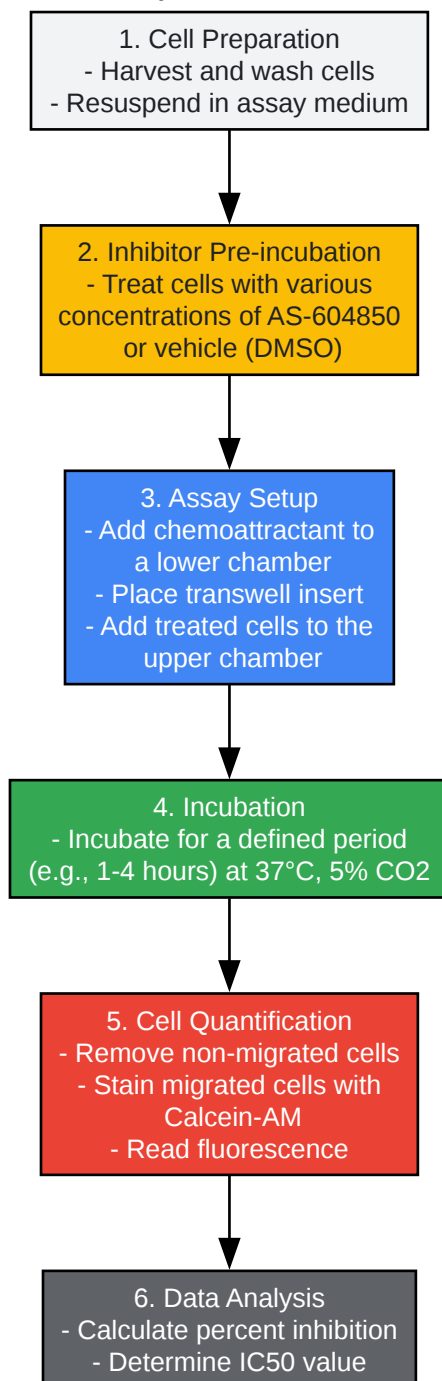 1. Cell Preparation
- Harvest and wash cells
- Resuspend in assay medium
2. Inhibitor Pre-incubation
- Treat cells with various
concentrations of AS-604850
or vehicle (DMSO)
3. Assay Setup
- Add chemoattractant to
a lower chamber
- Place transwell insert
- Add treated cells to the
upper chamber
4. Incubation
- Incubate for a defined period
(e.g., 1-4 hours) at 37°C, 5% CO2
5. Cell Quantification
- Remove non-migrated cells
- Stain migrated cells with
Calcein-AM
- Read fluorescence
6. Data Analysis
- Calculate percent inhibition
- Determine IC50 value